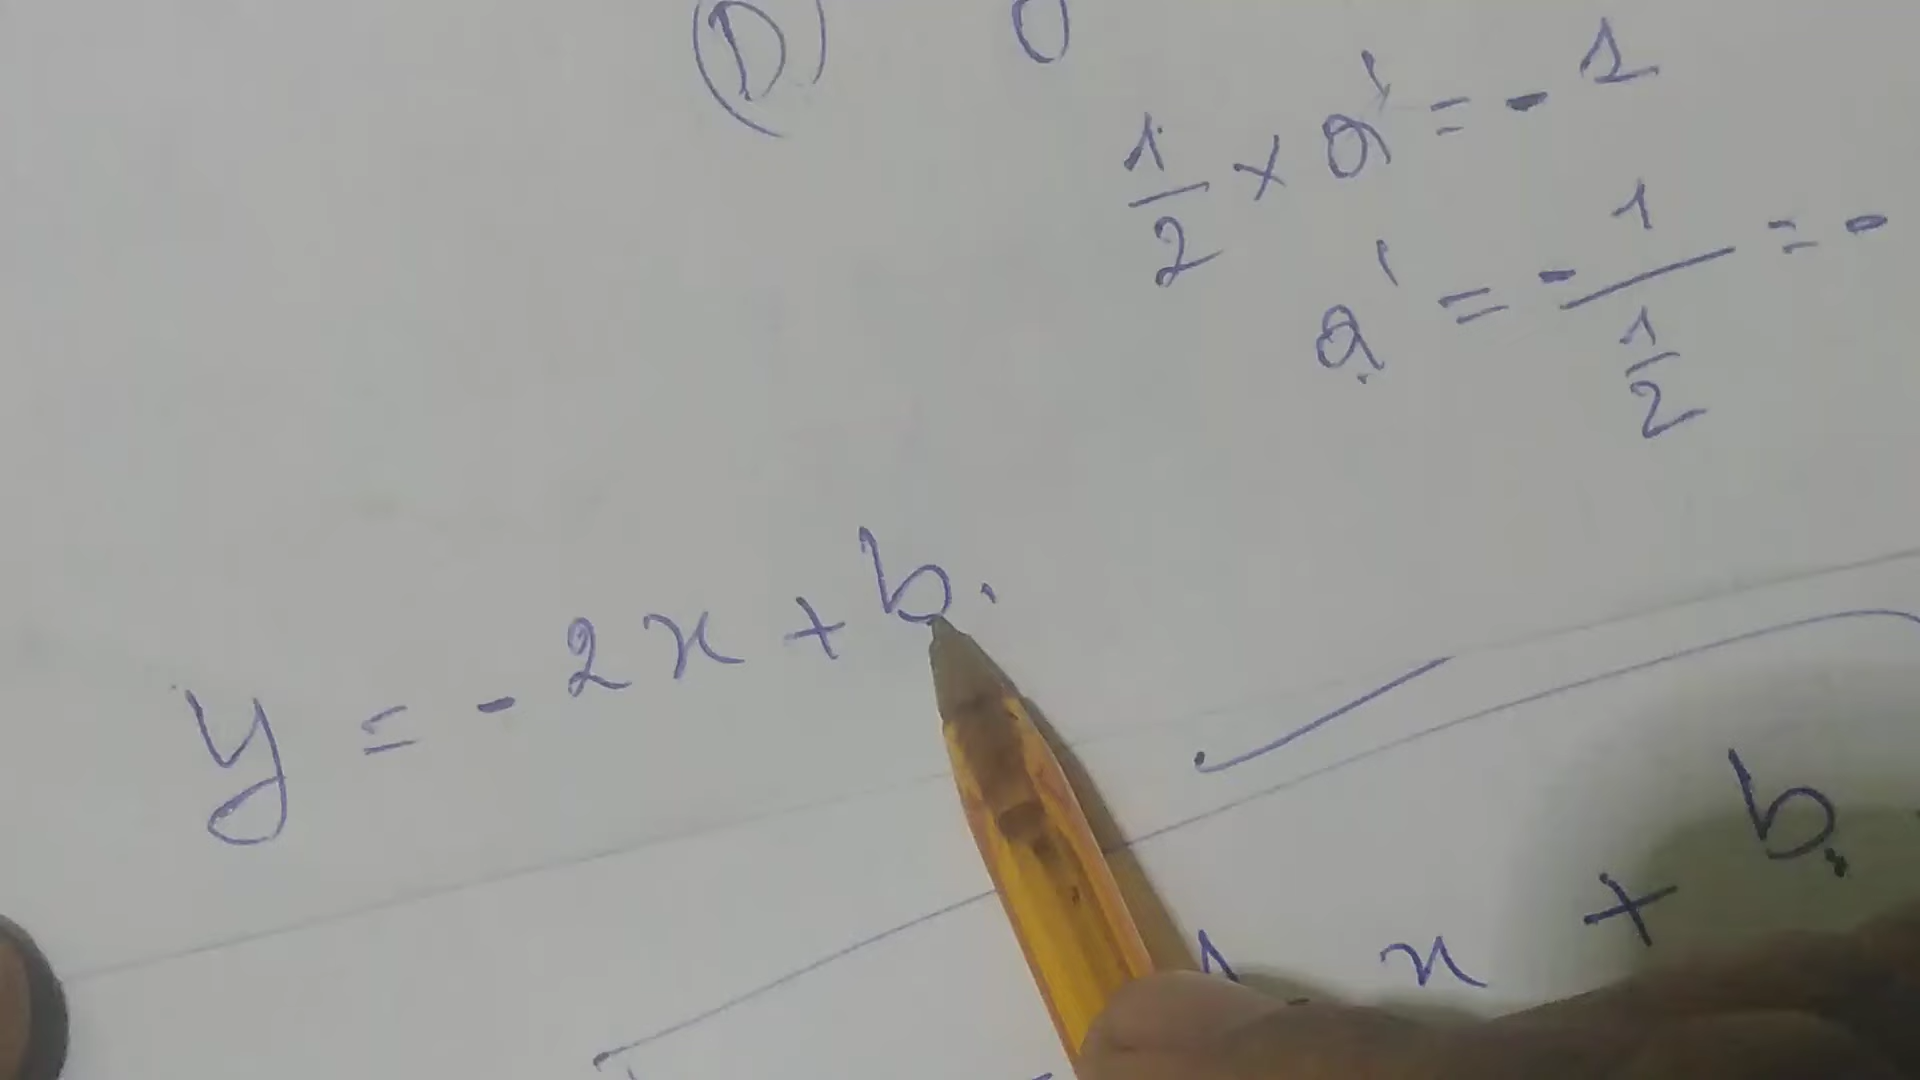 (D)
1/2 × a' = - 1
a' = - 1/(1/2) = -
y = - 2x + b.
x + b.